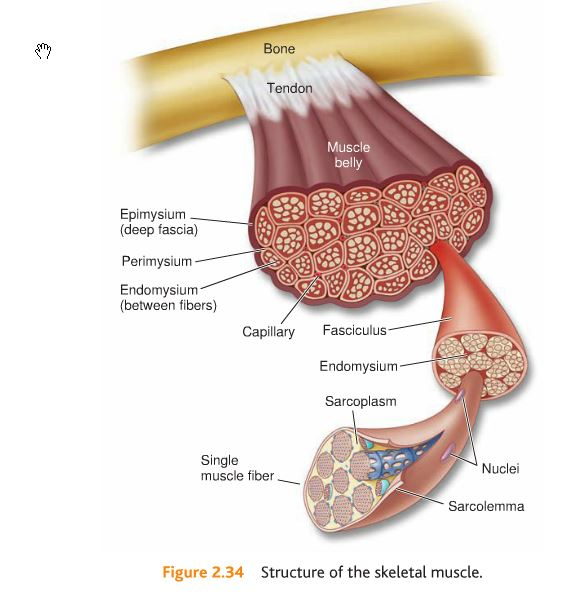 Bone
Tendon
Muscle
belly
Epimysium
(deep fascia)
Perimysium
Endomysium
(between fibers)
Capillary
Fasciculus
Endomysium
Sarcoplasm
Single
muscle fiber
Nuclei
Sarcolemma
Figure 2.34 Structure of the skeletal muscle.